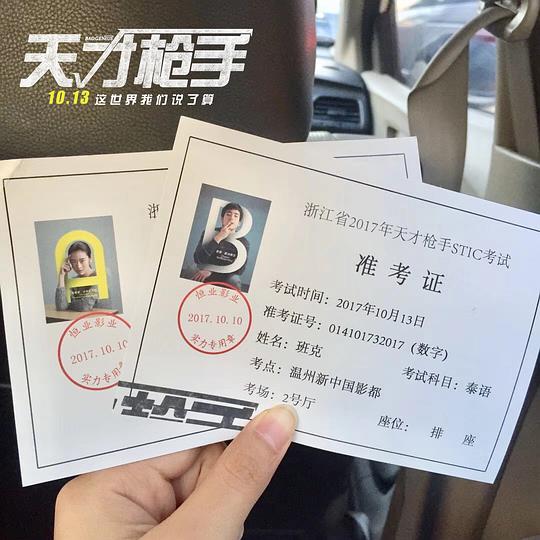 天才枪手
BADGENIUS
10.13 这世界我们说了算
浙
A
恒业影业
2017.10.10
实力专用章
B
恒业影业
2017.10.10
实力专用章
浙江省2017年天才枪手STIC考试
准考证
考试时间：2017年10月13日
准考证号：014101732017（数字）
姓名：班克 考试科目：泰语
考点：温州新中国影都
考场：2号厅 座位： 排 座